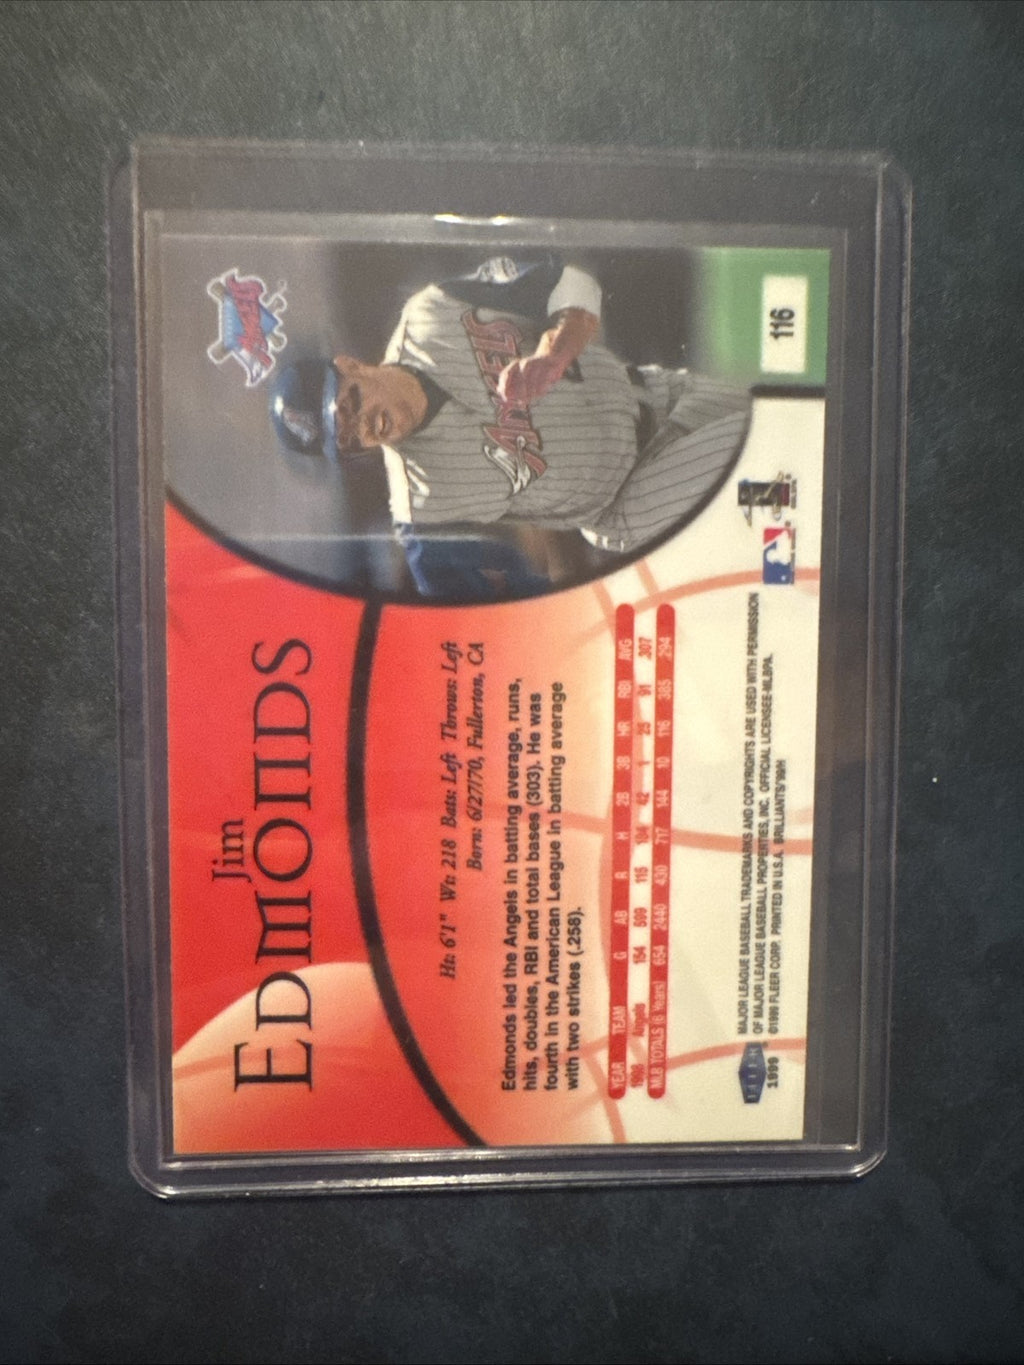 Jim
EDMONDS
Ht: 6'1" Wt: 218 Bats: Left Throws: Left
Born: 6/27/70, Fullerton, CA
Edmonds led the Angels in batting average, runs,
hits, doubles, RBI and total bases (303). He was
fourth in the American League in batting average
with two strikes (.258).
YEAR TEAM G AB R H 2B 3B HR RBI AVG
1998 Angels 154 599 115 184 42 1 25 91 .307
MLB TOTALS (6 Years) 654 2440 430 717 144 10 116 385 .294
FLEER
1999
MAJOR LEAGUE BASEBALL TRADEMARKS AND COPYRIGHTS ARE USED WITH PERMISSION
OF MAJOR LEAGUE BASEBALL PROPERTIES, INC. OFFICIAL LICENSEE-MLBPA.
©1999 FLEER CORP. PRINTED IN U.S.A. BRILLIANTS/99/H
ANGELS
ANGELS
116